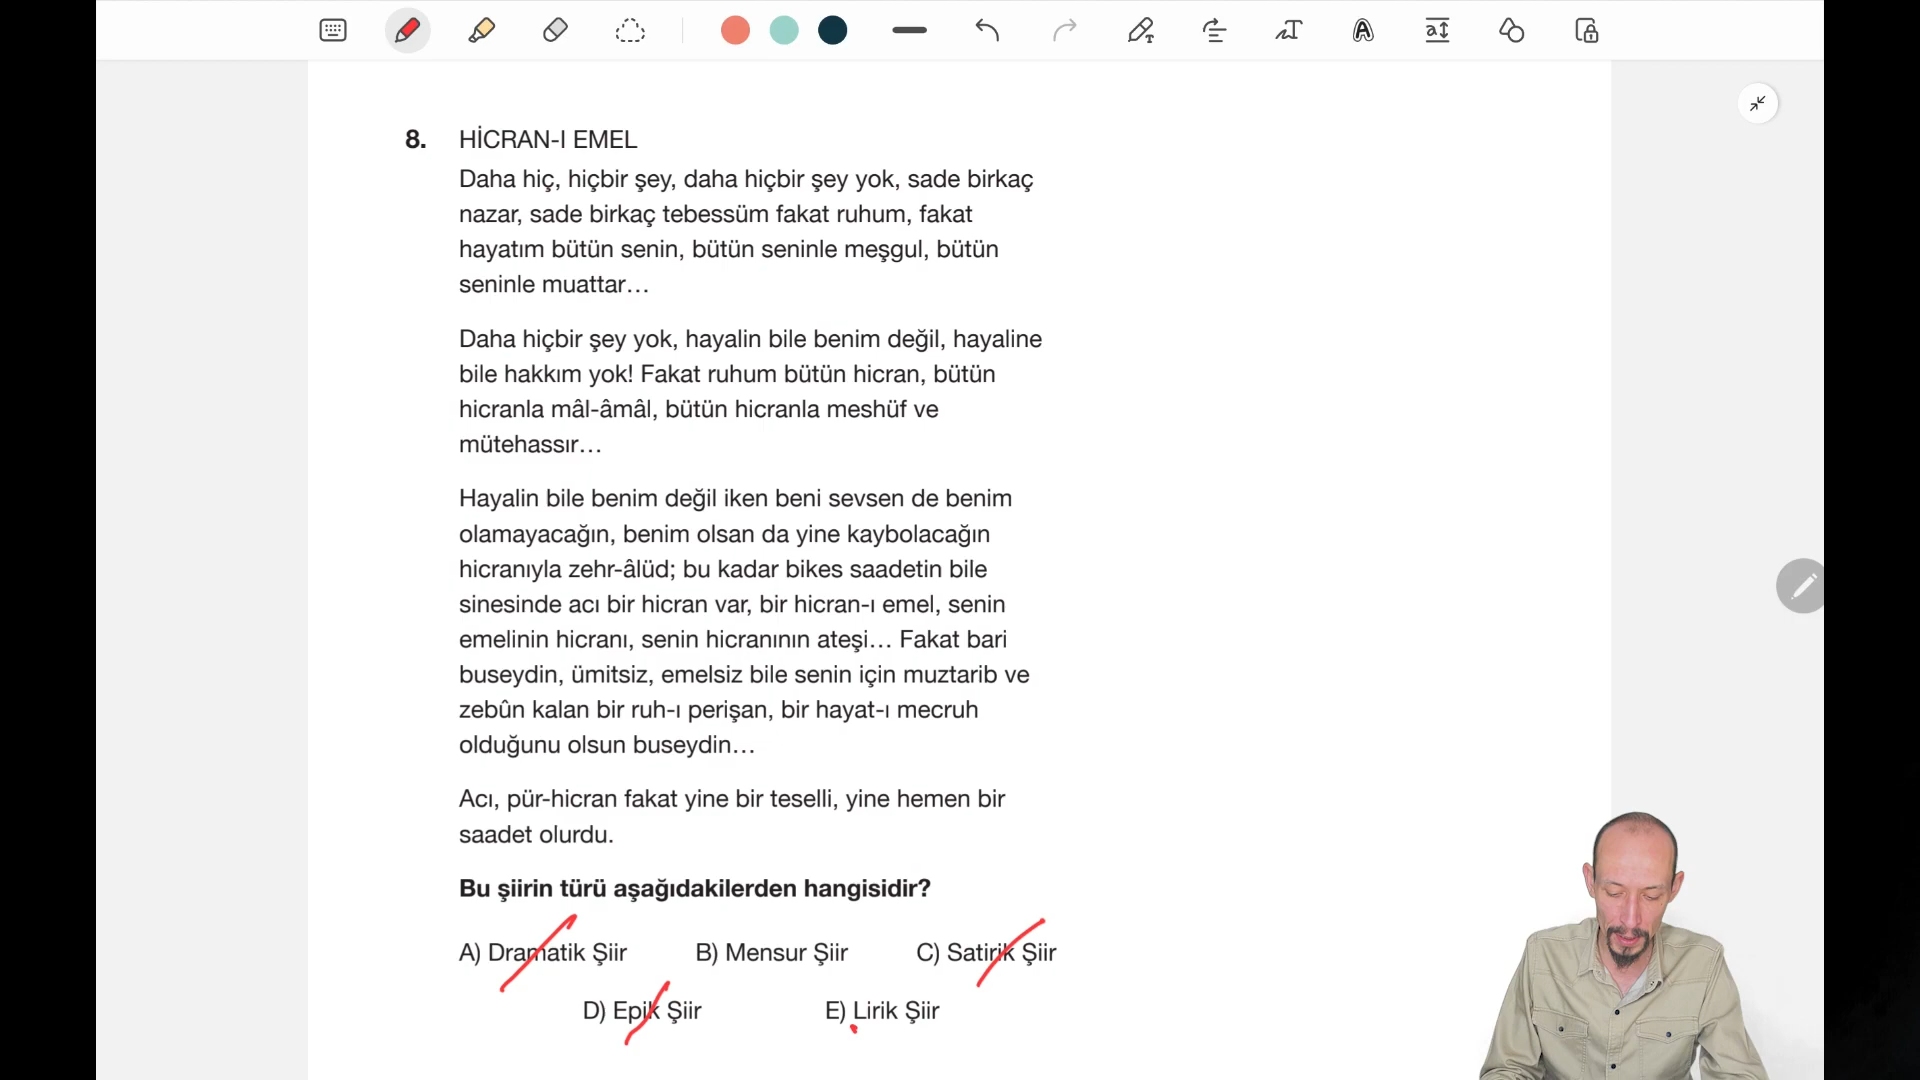 8. HİCRAN-I EMEL
Daha hiç, hiçbir şey, daha hiçbir şey yok, sade birkaç
nazar, sade birkaç tebessüm fakat ruhum, fakat
hayatım bütün senin, bütün seninle meşgul, bütün
seninle muattar…
Daha hiçbir şey yok, hayalin bile benim değil, hayaline
bile hakkım yok! Fakat ruhum bütün hicran, bütün
hicranla mâl-âmâl, bütün hicranla meshüf ve
mütehassır…
Hayalin bile benim değil iken beni sevsen de benim
olamayacağın, benim olsan da yine kaybolacağın
hicranıyla zehr-âlüd; bu kadar bikes saadetin bile
sinesinde acı bir hicran var, bir hicran-ı emel, senin
emelinin hicranı, senin hicranının ateşi… Fakat bari
buseydin, ümitsiz, emelsiz bile senin için muztarib ve
zebûn kalan bir ruh-ı perişan, bir hayat-ı mecruh
olduğunu olsun buseydin…
Acı, pür-hicran fakat yine bir teselli, yine hemen bir
saadet olurdu.
Bu şiirin türü aşağıdakilerden hangisidir?
A) Dramatik Şiir B) Mensur Şiir C) Satirik Şiir
D) Epik Şiir E) Lirik Şiir